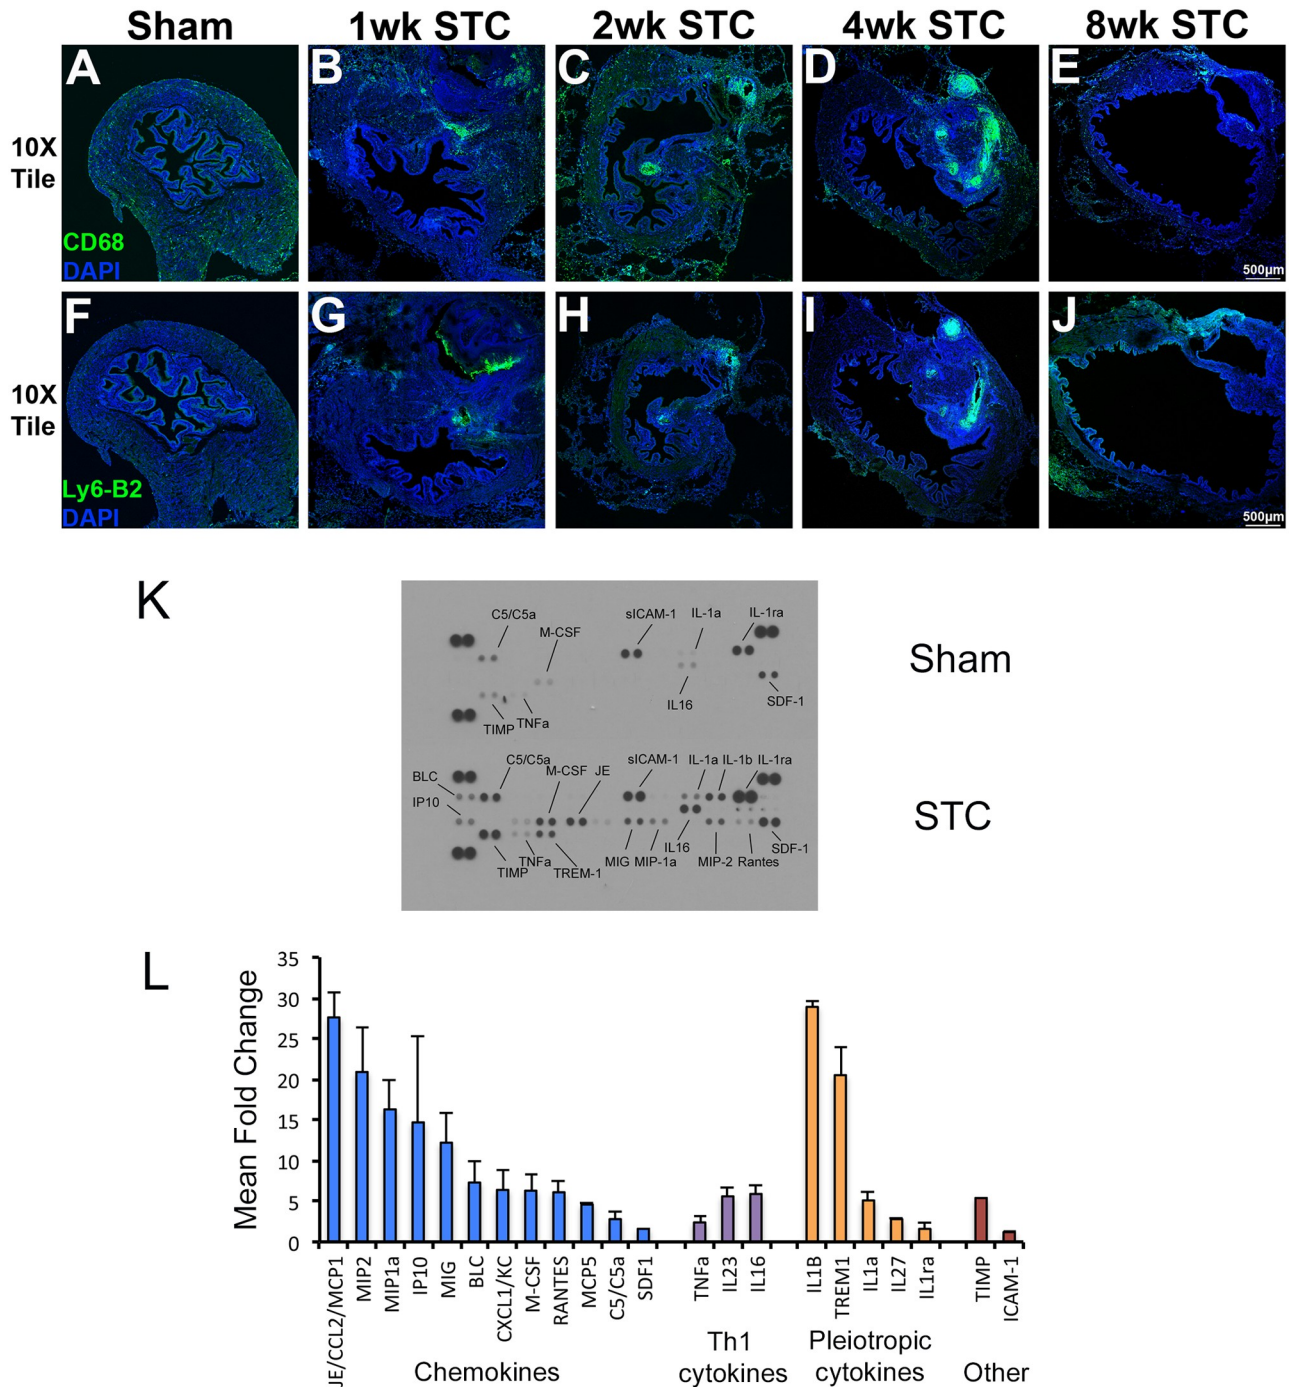 Sham 1wk STC 2wk STC 4wk STC 8wk STC
A B C D E
10X
Tile
CD68
DAPI
500µm
F G H I J
10X
Tile
Ly6-B2
DAPI
500µm
K
C5/C5a
M-CSF
sICAM-1
IL-1a
IL-1ra
Sham
TIMP
TNFa
IL16
SDF-1
BLC
IP10
C5/C5a
M-CSF
JE
sICAM-1
IL-1a
IL-1b
IL-1ra
STC
TIMP
TNFa
TREM-1
MIG
MIP-1a
IL16
MIP-2
Rantes
SDF-1
L
Mean Fold Change
35
30
25
20
15
10
5
0
JE/CCL2/MCP1
MIP2
MIP1a
IP10
MIG
BLC
CXCL1/KC
M-CSF
RANTES
MCP5
C5/C5a
SDF1
TNFa
IL23
IL16
IL1B
TREM1
IL1a
IL27
IL1ra
TIMP
ICAM-1
Chemokines
Th1
cytokines
Pleiotropic
cytokines
Other